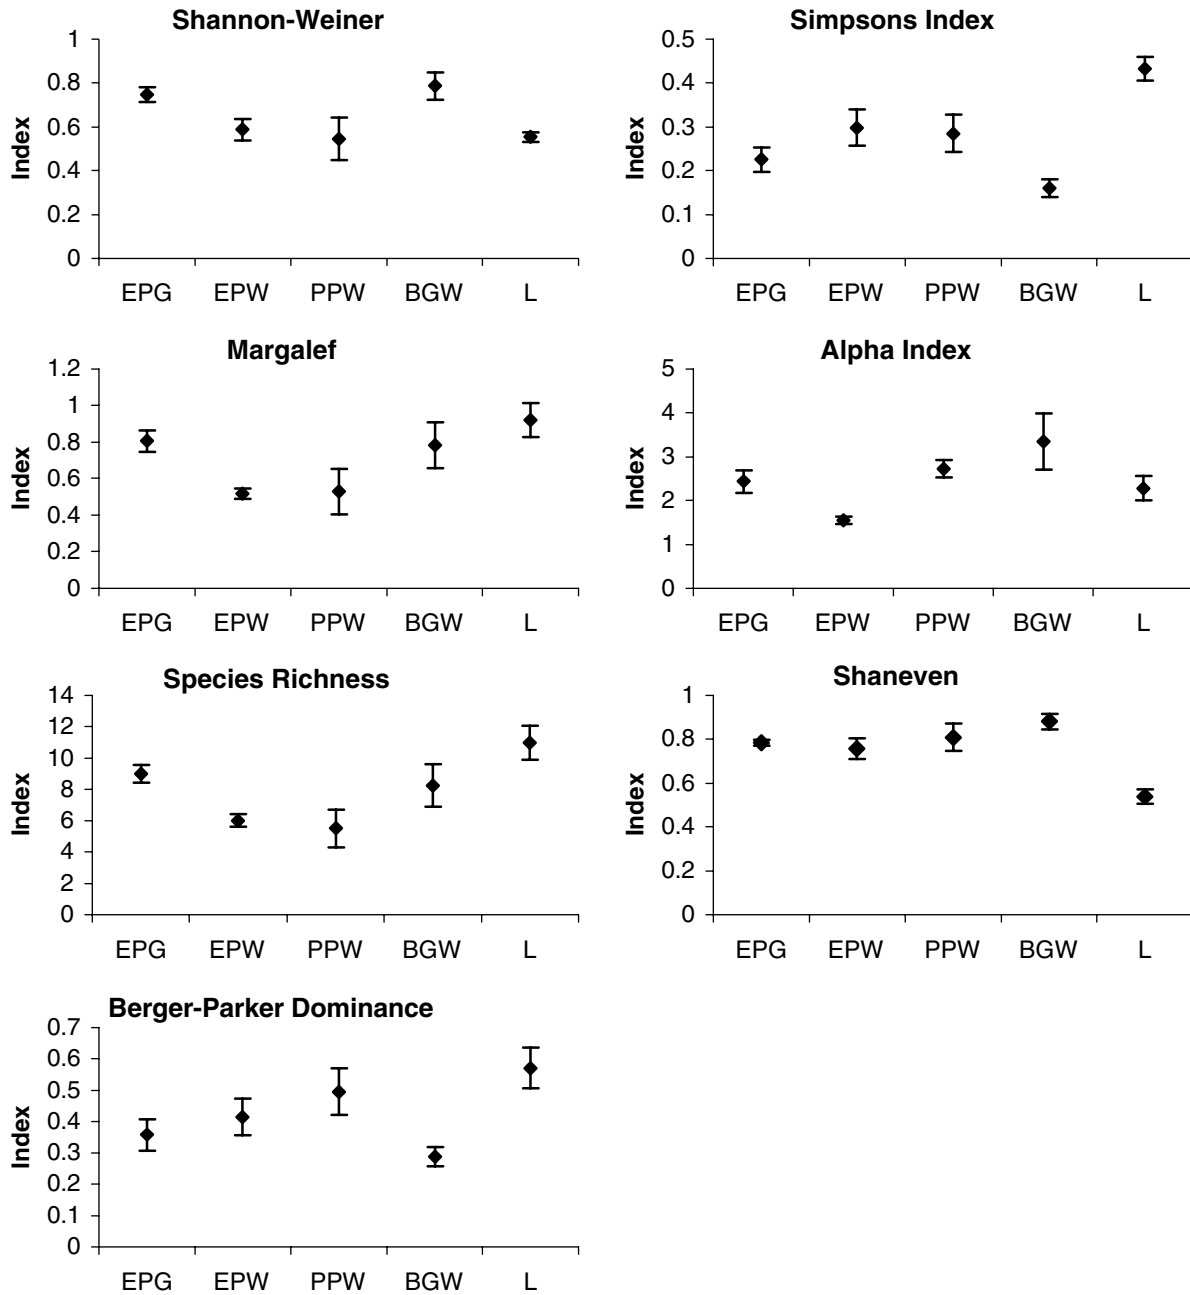 Shannon-Weiner
1
0.8
0.6
0.4
0.2
0
Index
EPG EPW PPW BGW L
Simpsons Index
0.5
0.4
0.3
0.2
0.1
0
Index
EPG EPW PPW BGW L
Margalef
1.2
1
0.8
0.6
0.4
0.2
0
Index
EPG EPW PPW BGW L
Alpha Index
5
4
3
2
1
0
Index
EPG EPW PPW BGW L
Species Richness
14
12
10
8
6
4
2
0
Index
EPG EPW PPW BGW L
Shaneven
1
0.8
0.6
0.4
0.2
0
Index
EPG EPW PPW BGW L
Berger-Parker Dominance
0.7
0.6
0.5
0.4
0.3
0.2
0.1
0
Index
EPG EPW PPW BGW L